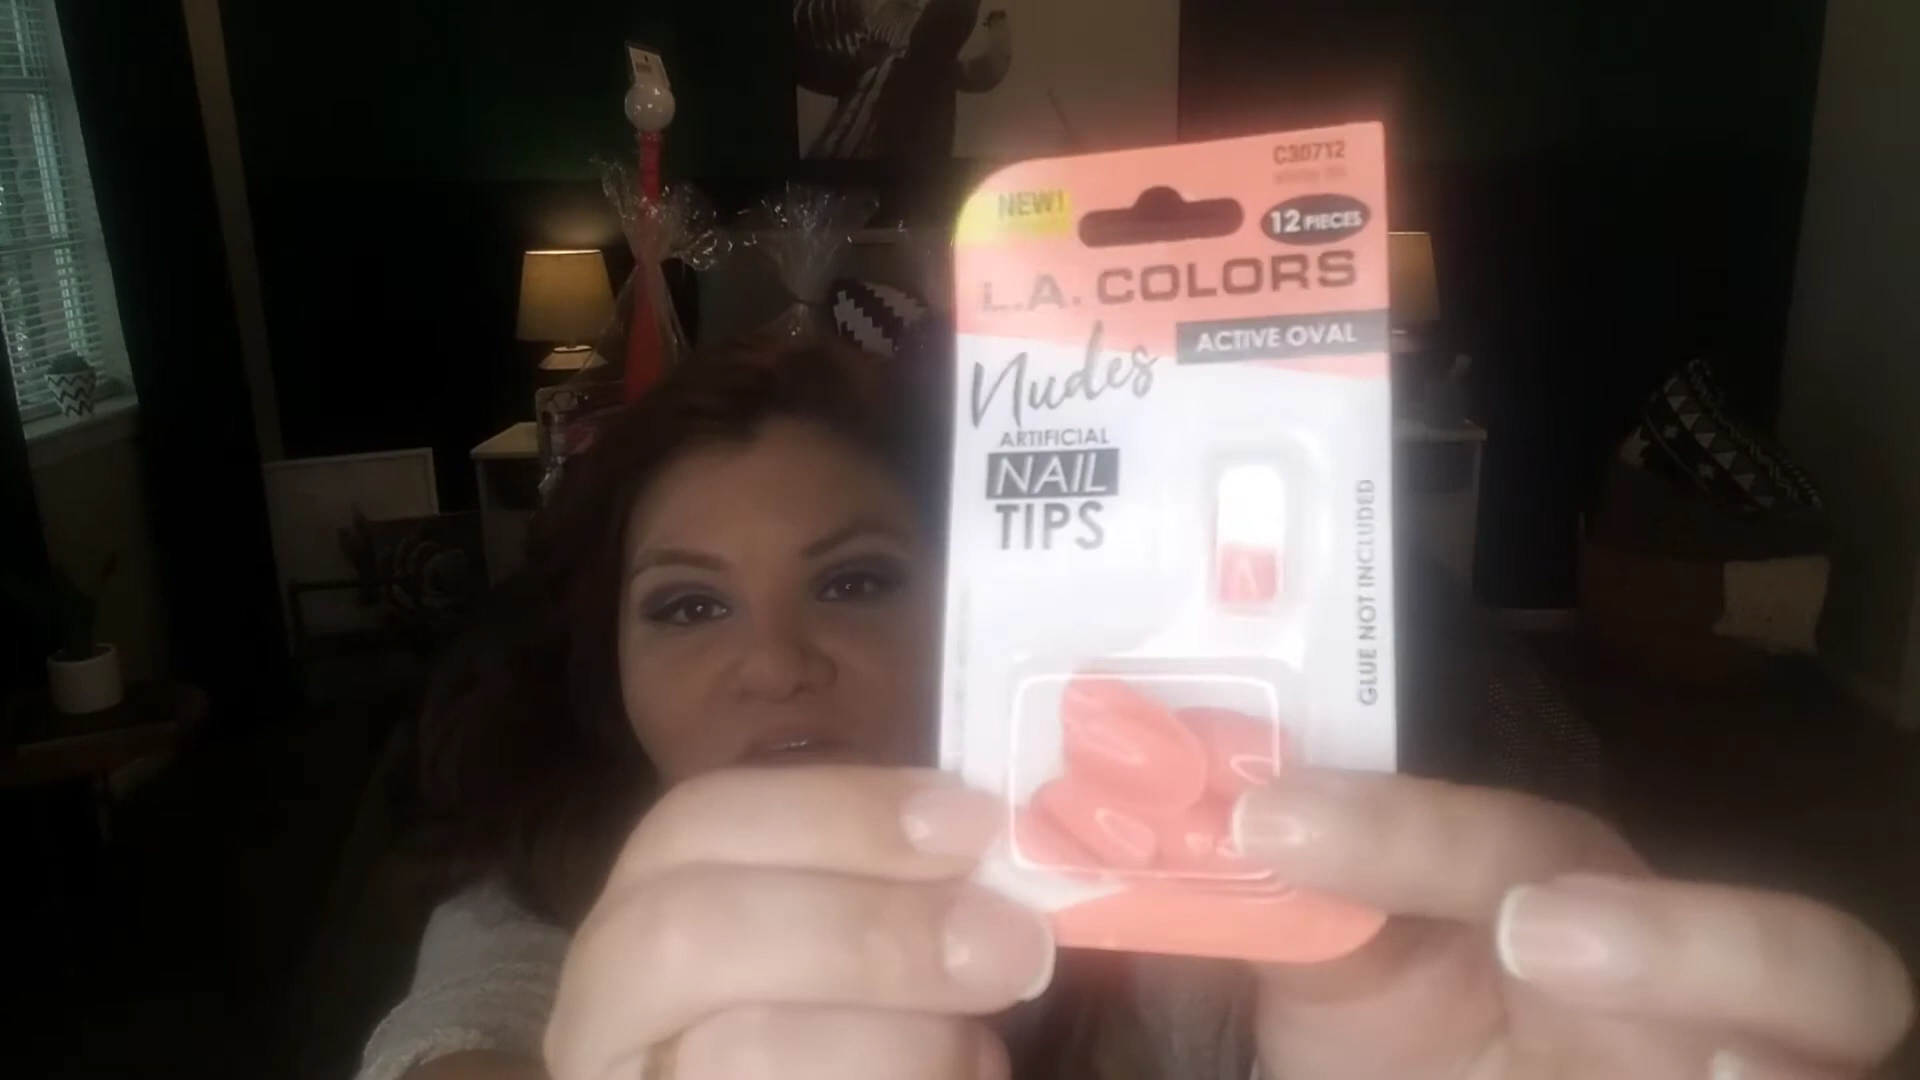 C30712
NEW!
12 PIECES
L.A. COLORS
ACTIVE OVAL
Nudes
ARTIFICIAL
NAIL
TIPS
GLUE NOT INCLUDED